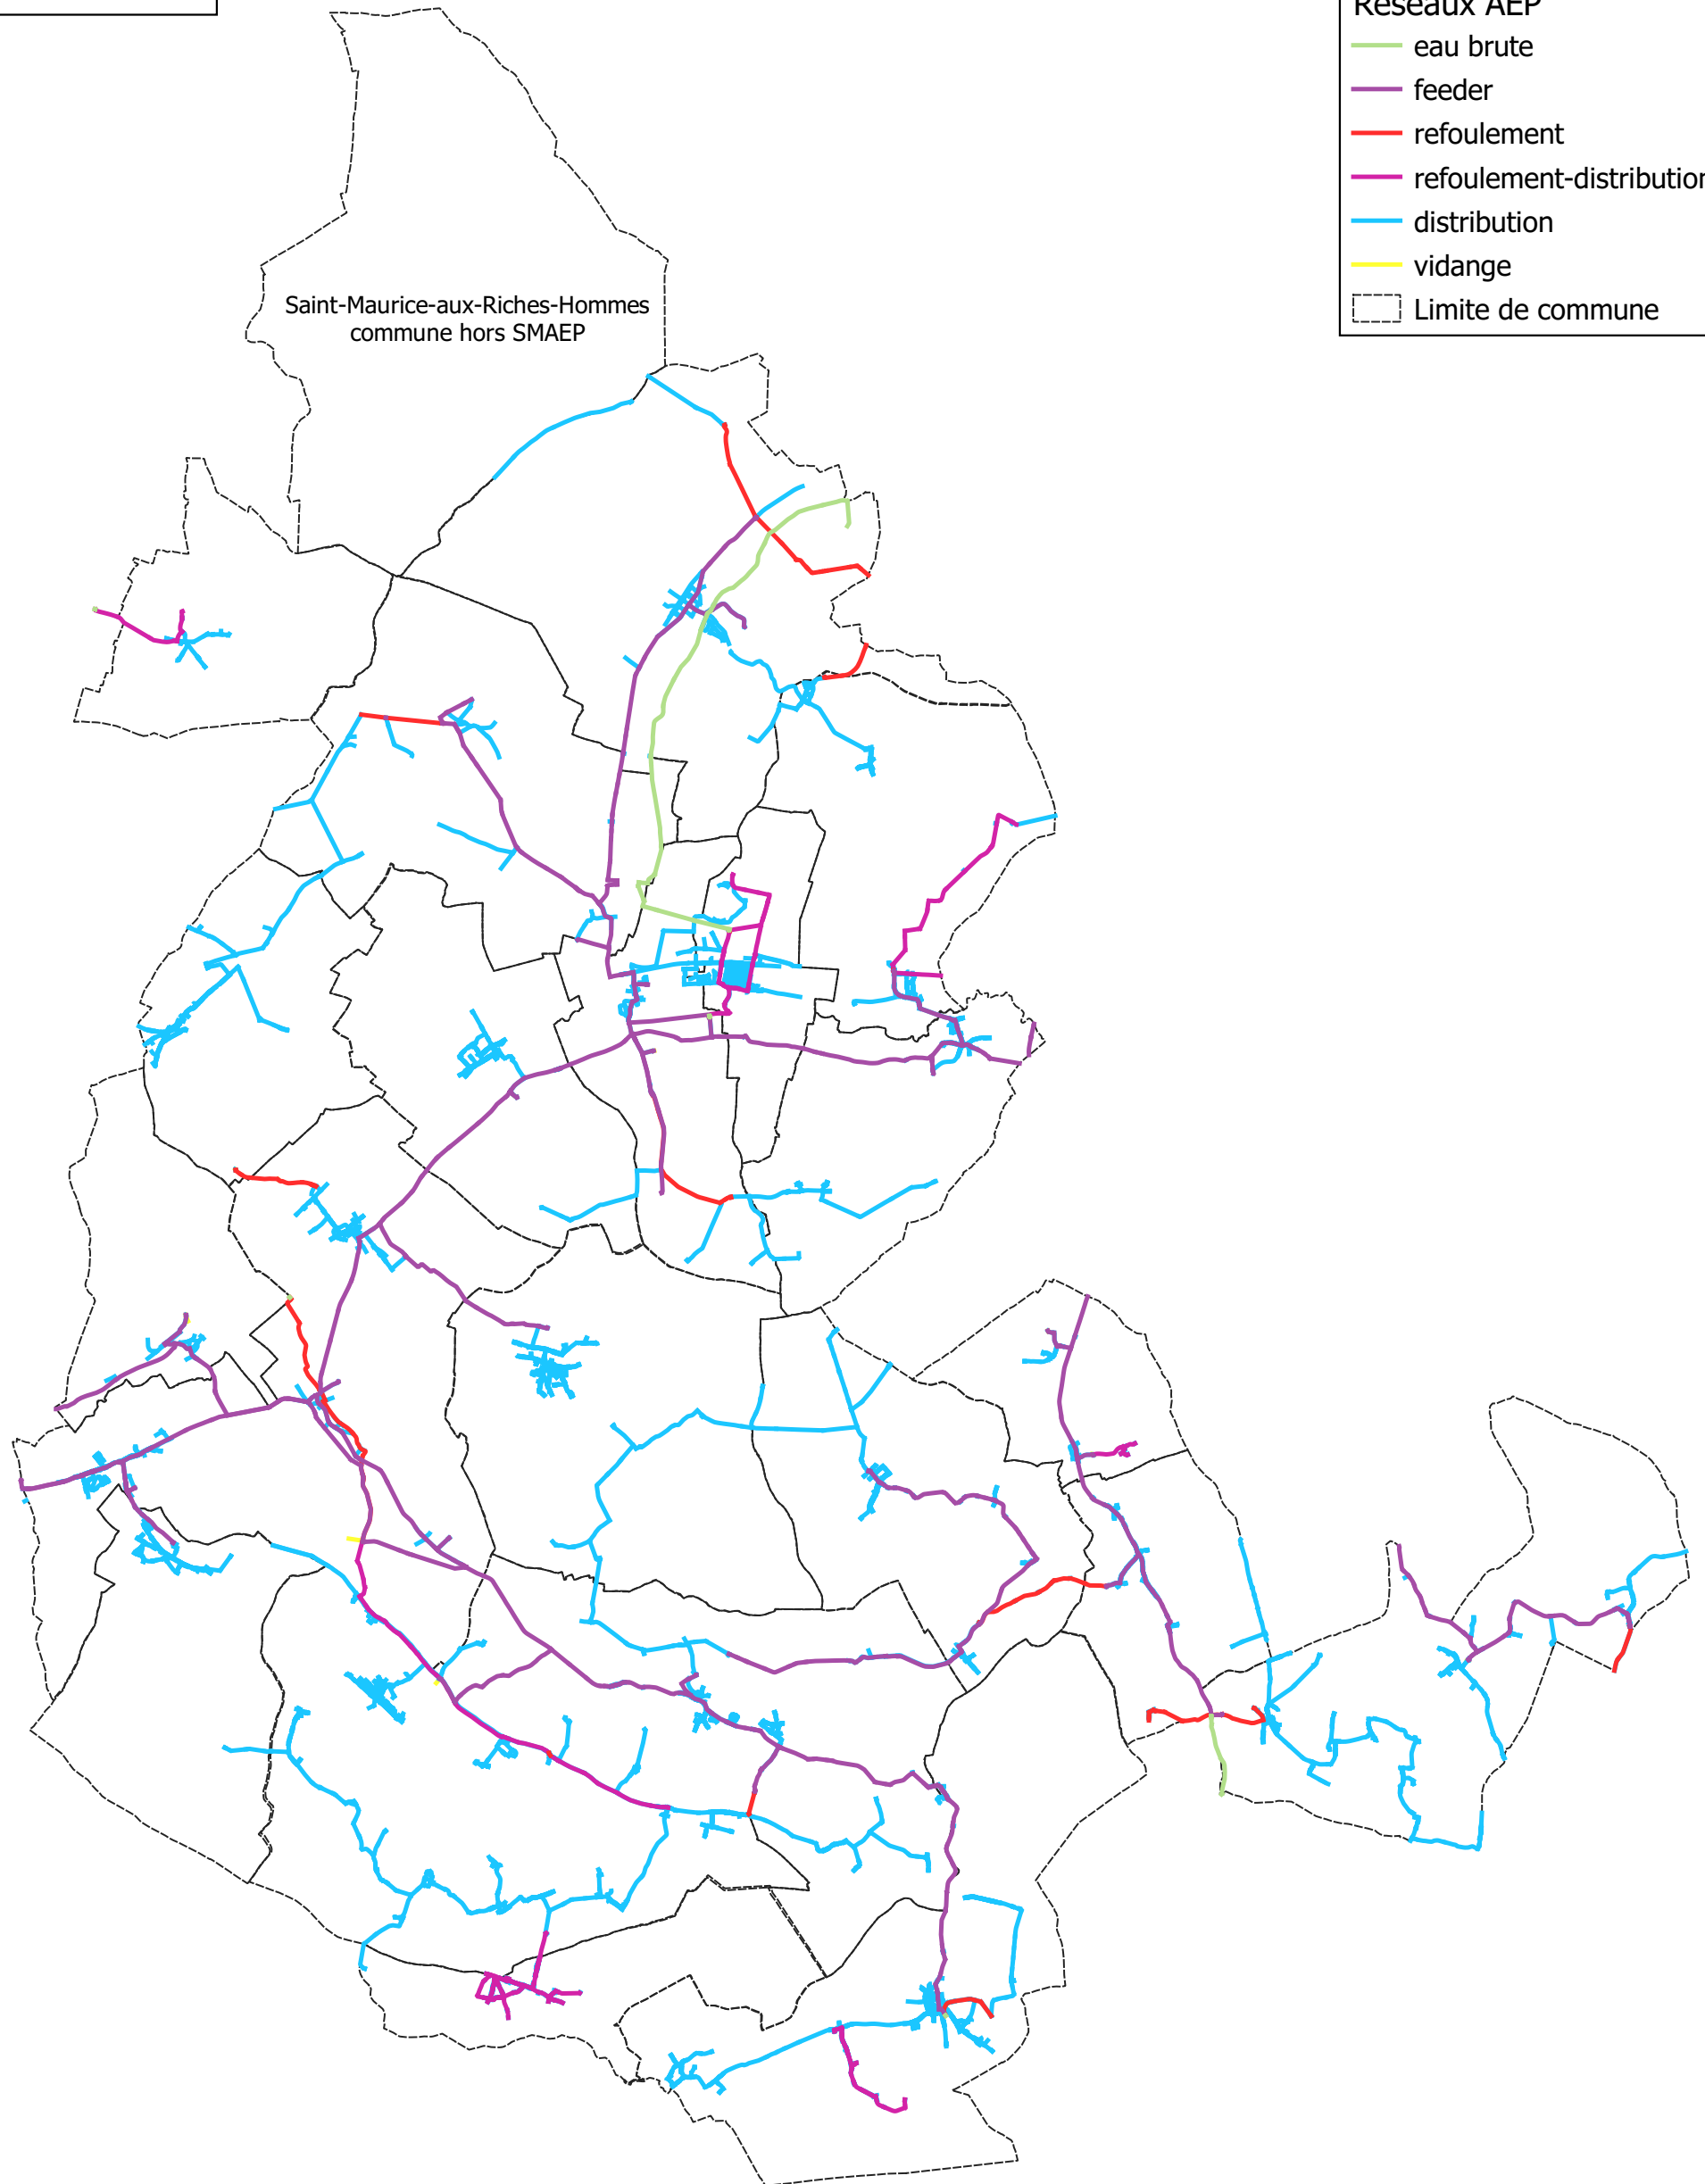 Réseaux AEP
eau brute
feeder
refoulement
refoulement-distribution
distribution
vidange
Limite de commune
Saint-Maurice-aux-Riches-Hommes
commune hors SMAEP